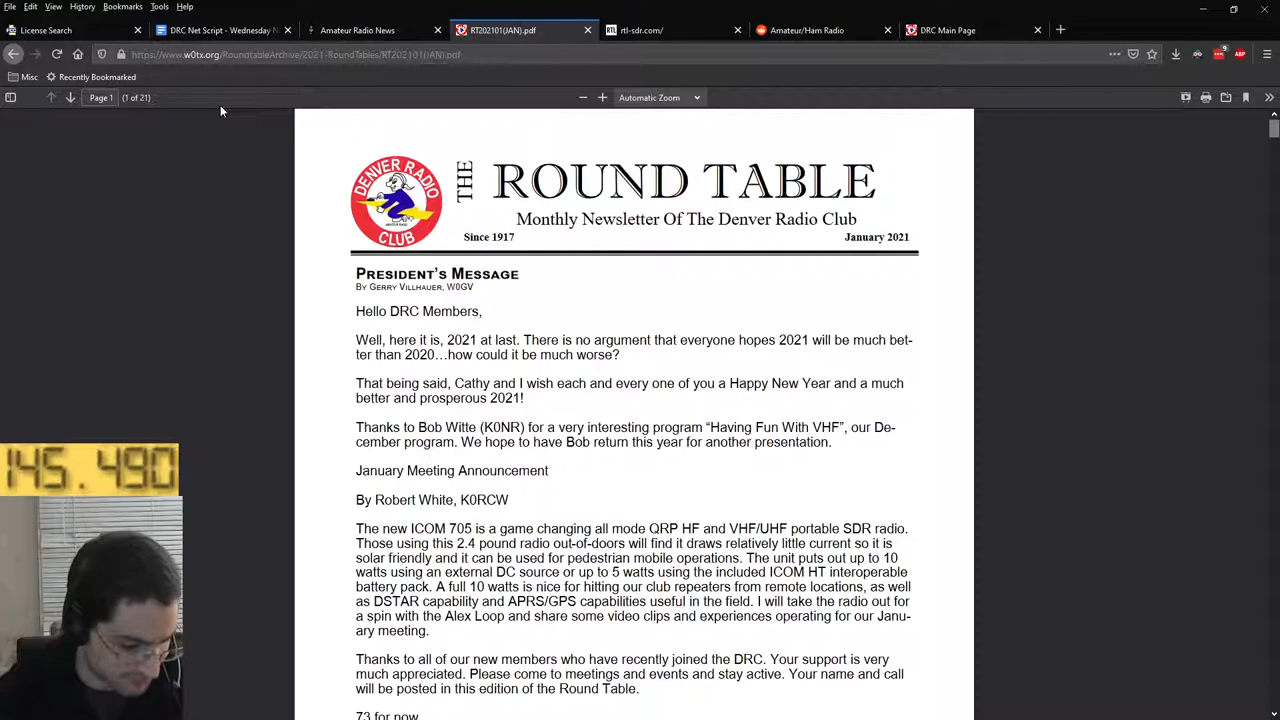 File Edit View History Bookmarks Tools Help
License Search
DRC Net Script - Wednesday N
Amateur Radio News
RT202101(JAN).pdf
rtl-sdr.com/
Amateur/Ham Radio
DRC Main Page
https://www.w0tx.org/RoundtableArchive/2021-RoundTables/RT202101(JAN).pdf
9
ABP
Misc Recently Bookmarked
Page 1 (1 of 21)
Automatic Zoom
DENVER RADIO CLUB
THE ROUND TABLE
Monthly Newsletter Of The Denver Radio Club
Since 1917 January 2021
PRESIDENT'S MESSAGE
BY GERRY VILLHAUER, W0GV
Hello DRC Members,
Well, here it is, 2021 at last. There is no argument that everyone hopes 2021 will be much bet-
ter than 2020…how could it be much worse?
That being said, Cathy and I wish each and every one of you a Happy New Year and a much
better and prosperous 2021!
Thanks to Bob Witte (K0NR) for a very interesting program “Having Fun With VHF”, our De-
cember program. We hope to have Bob return this year for another presentation.
January Meeting Announcement
By Robert White, K0RCW
The new ICOM 705 is a game changing all mode QRP HF and VHF/UHF portable SDR radio.
Those using this 2.4 pound radio out-of-doors will find it draws relatively little current so it is
solar friendly and it can be used for pedestrian mobile operations. The unit puts out up to 10
watts using an external DC source or up to 5 watts using the included ICOM HT interoperable
battery pack. A full 10 watts is nice for hitting our club repeaters from remote locations, as well
as DSTAR capability and APRS/GPS capabilities useful in the field. I will take the radio out for
a spin with the Alex Loop and share some video clips and experiences operating for our Janu-
ary meeting.
Thanks to all of our new members who have recently joined the DRC. Your support is very
much appreciated. Please come to meetings and events and stay active. Your name and call
will be posted in this edition of the Round Table.
73 for now
145.490